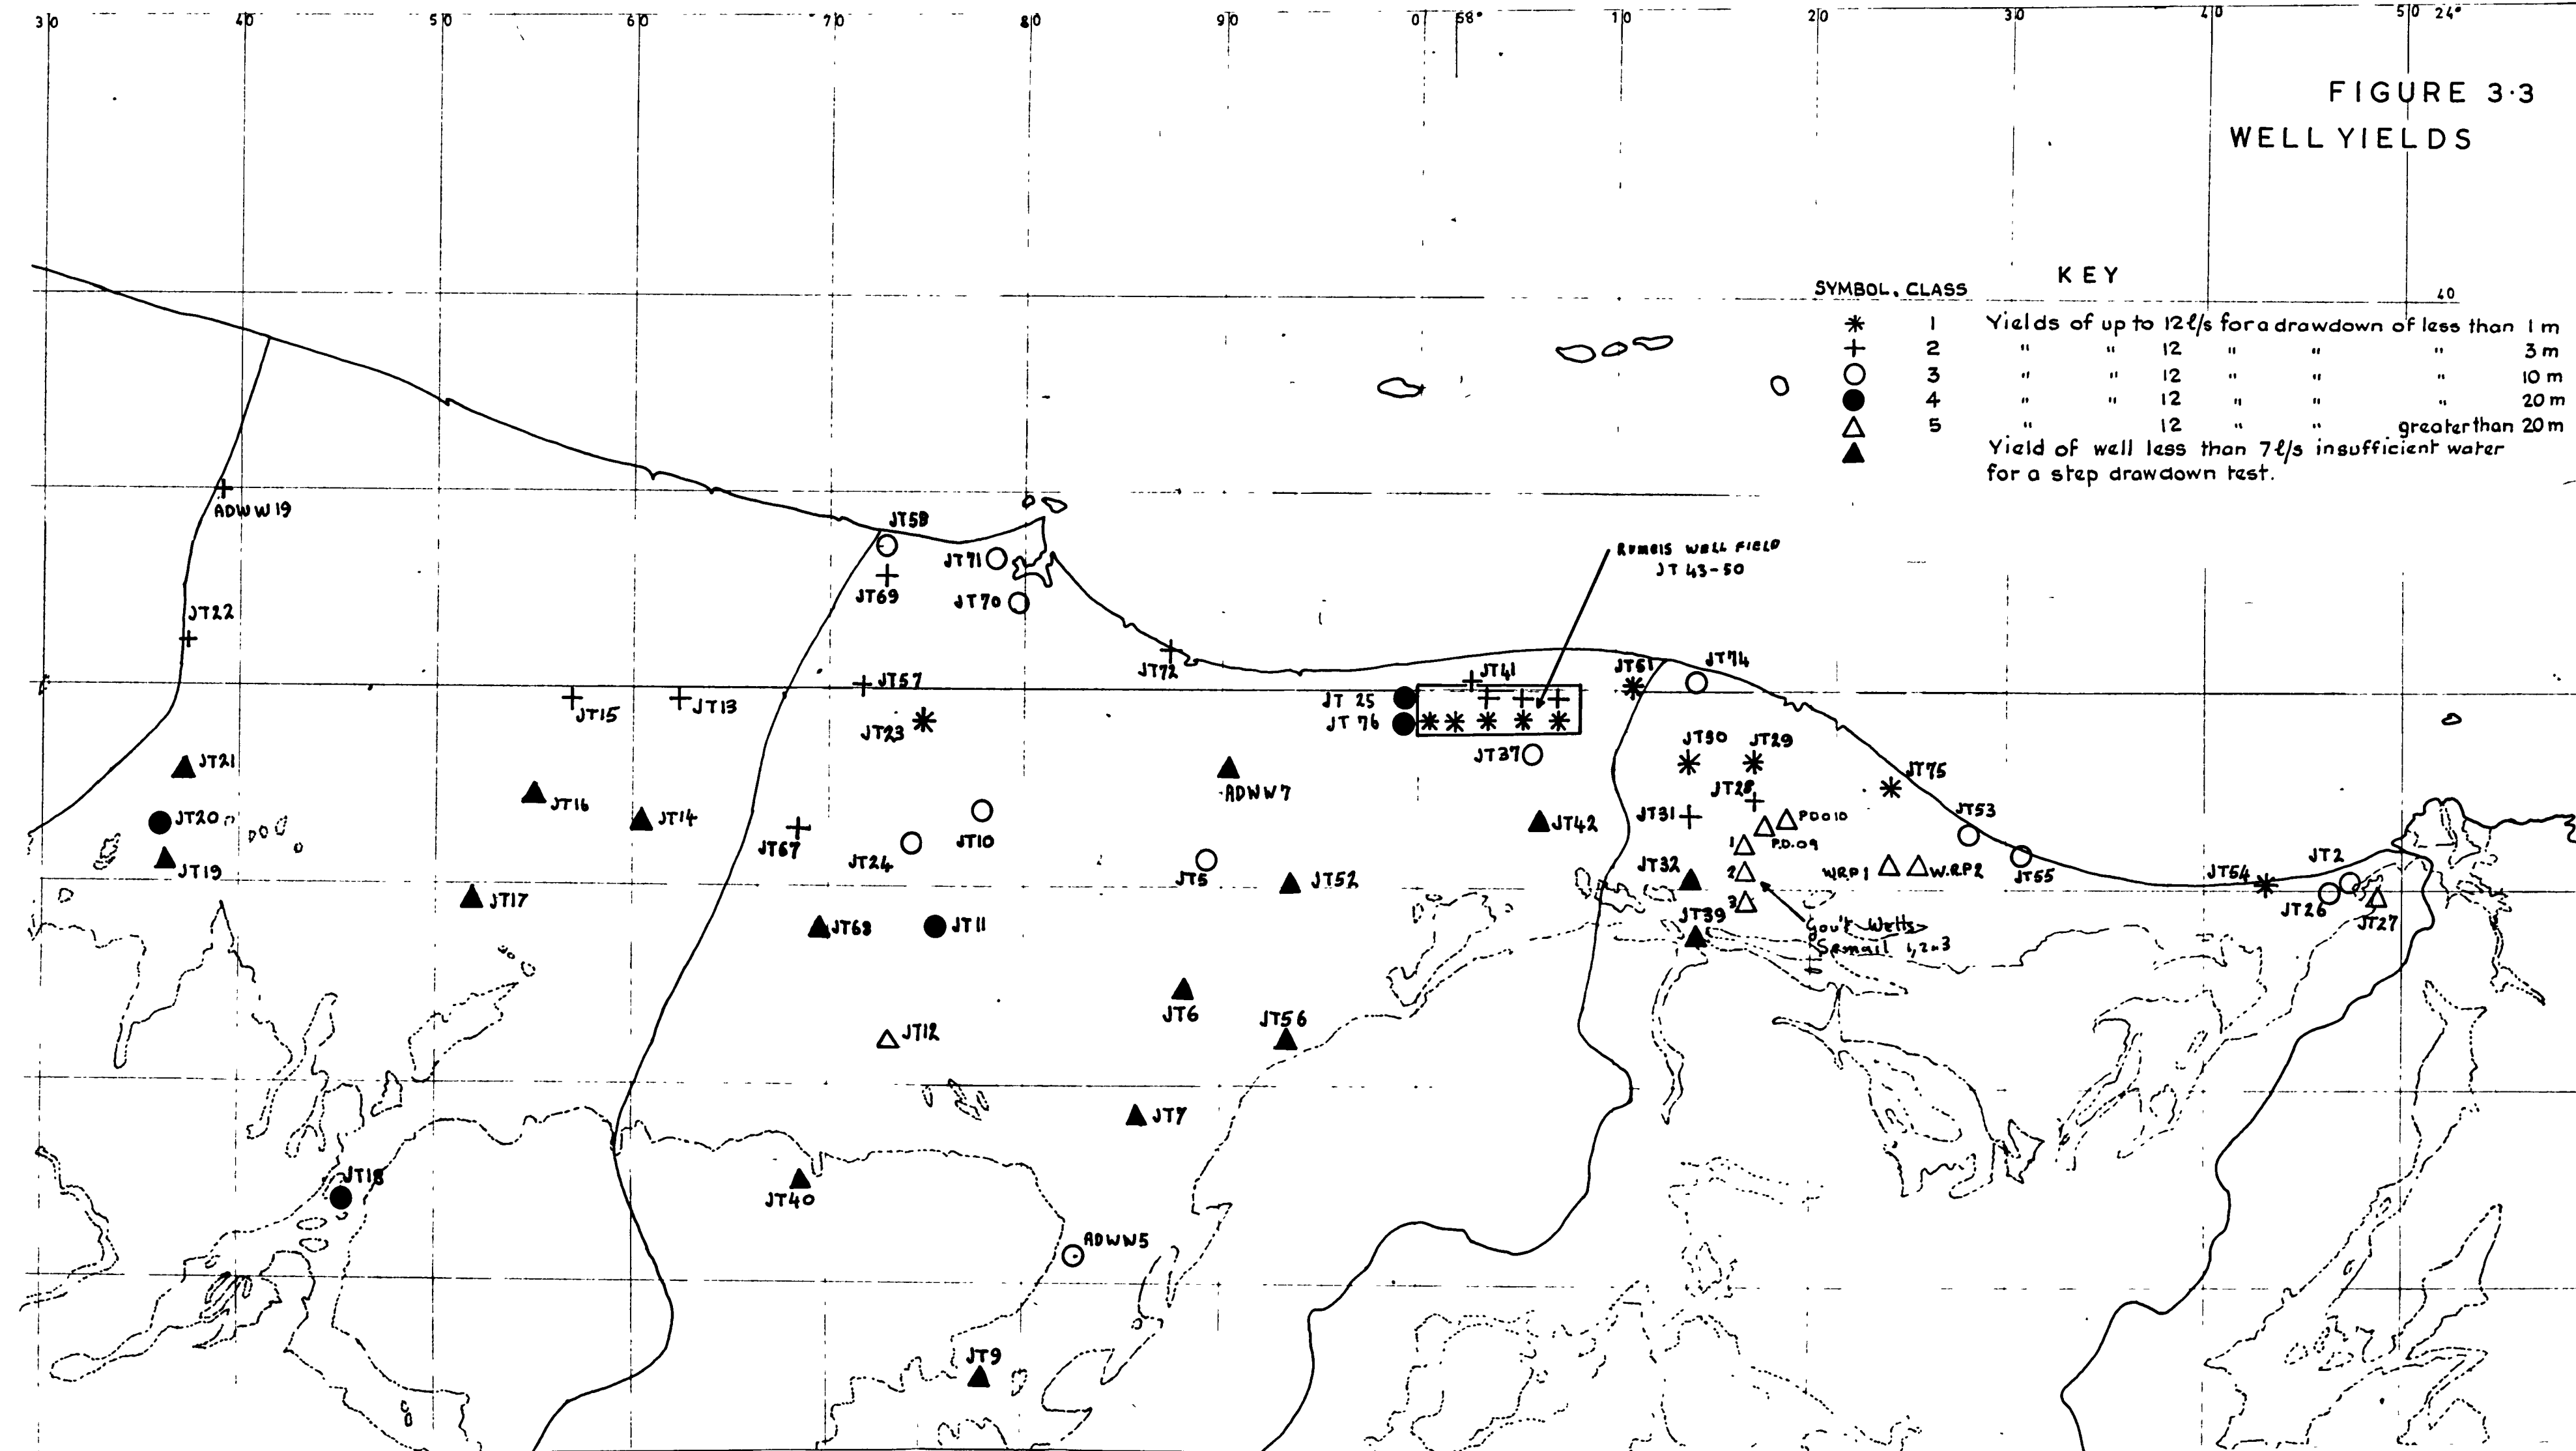 30 40 50 60 70 80 90 0 58° 10 20 30 40 50 24°
FIGURE 3·3
WELL YIELDS
KEY
SYMBOL. CLASS
40
1 Yields of up to 12 l/s for a drawdown of less than 1 m
2 " " 12 " " " 3 m
3 " " 12 " " " 10 m
4 " " 12 " " " 20 m
5 " 12 " " greater than 20 m
Yield of well less than 7 l/s insufficient water
for a step drawdown test.
ADWW19
JT58
JT71
JT69
JT70
RUMEIS WELL FIELD
JT 43-50
JT22
JT72
JT41
JT61
JT74
JT57
JT15
JT13
JT23
JT 25
JT 76
JT37
JT30
JT29
JT21
JT16
JT14
ADWW7
JT75
JT28
JT20
JT67
JT24
JT10
JT42
JT31
PDO10
P.D.09
JT53
JT19
JT5
JT52
JT32
1
2
3
WRP1
W.RP2
JT55
JT54
JT2
JT17
JT68
JT11
JT39
Gov't Wells
Semail 1,2+3
JT26
JT27
JT6
JT56
JT12
JT7
JT18
JT40
ADWW5
JT9